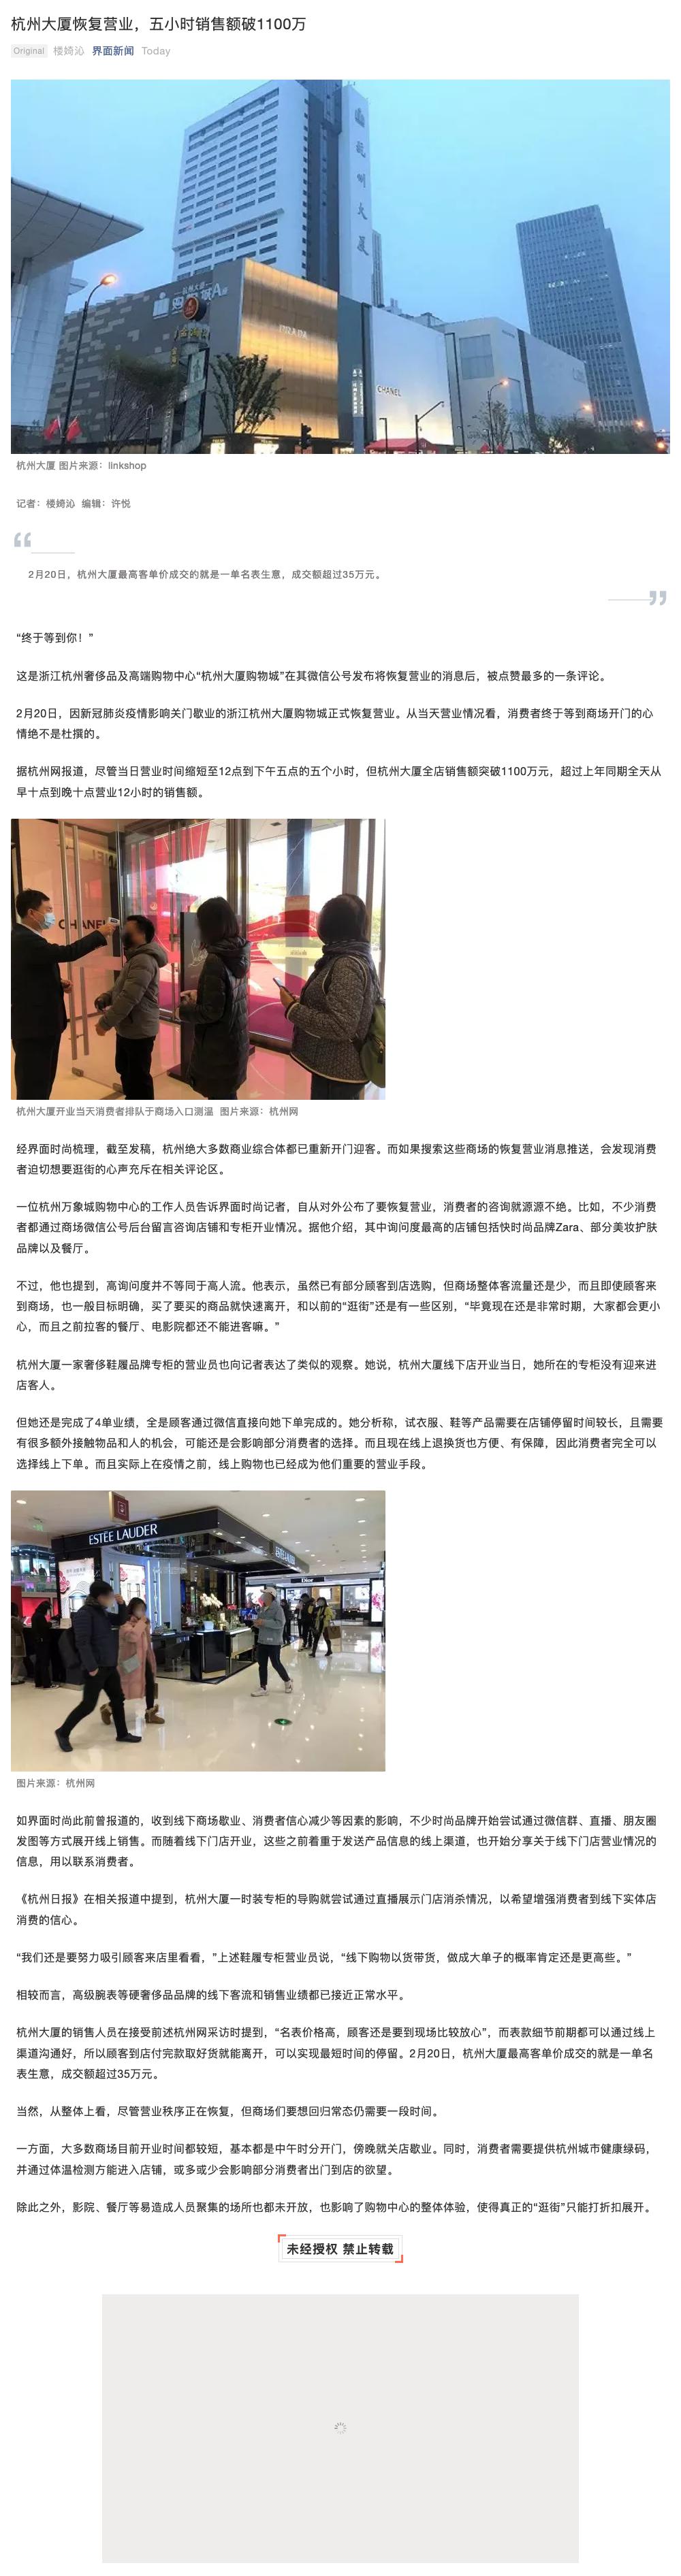 杭州大厦恢复营业，五小时销售额破1100万
Original 楼婍沁 界面新闻 Today
杭州大厦
CHANEL
杭州大厦 图片来源：linkshop
记者：楼婍沁 编辑：许悦
2月20日，杭州大厦最高客单价成交的就是一单名表生意，成交额超过35万元。
“终于等到你！”
这是浙江杭州奢侈品及高端购物中心“杭州大厦购物城”在其微信公号发布将恢复营业的消息后，被点赞最多的一条评论。
2月20日，因新冠肺炎疫情影响关门歇业的浙江杭州大厦购物城正式恢复营业。从当天营业情况看，消费者终于等到商场开门的心
情绝不是杜撰的。
据杭州网报道，尽管当日营业时间缩短至12点到下午五点的五个小时，但杭州大厦全店销售额突破1100万元，超过上年同期全天从
早十点到晚十点营业12小时的销售额。
CHANEL
杭州大厦开业当天消费者排队于商场入口测温 图片来源：杭州网
经界面时尚梳理，截至发稿，杭州绝大多数商业综合体都已重新开门迎客。而如果搜索这些商场的恢复营业消息推送，会发现消费
者迫切想要逛街的心声充斥在相关评论区。
一位杭州万象城购物中心的工作人员告诉界面时尚记者，自从对外公布了要恢复营业，消费者的咨询就源源不绝。比如，不少消费
者都通过商场微信公号后台留言咨询店铺和专柜开业情况。据他介绍，其中询问度最高的店铺包括快时尚品牌Zara、部分美妆护肤
品牌以及餐厅。
不过，他也提到，高询问度并不等同于高人流。他表示，虽然已有部分顾客到店选购，但商场整体客流量还是少，而且即使顾客来
到商场，也一般目标明确，买了要买的商品就快速离开，和以前的“逛街”还是有一些区别，“毕竟现在还是非常时期，大家都会更小
心，而且之前拉客的餐厅、电影院都还不能进客嘛。”
杭州大厦一家奢侈鞋履品牌专柜的营业员也向记者表达了类似的观察。她说，杭州大厦线下店开业当日，她所在的专柜没有迎来进
店客人。
但她还是完成了4单业绩，全是顾客通过微信直接向她下单完成的。她分析称，试衣服、鞋等产品需要在店铺停留时间较长，且需要
有很多额外接触物品和人的机会，可能还是会影响部分消费者的选择。而且现在线上退换货也方便、有保障，因此消费者完全可以
选择线上下单。而且实际上在疫情之前，线上购物也已经成为他们重要的营业手段。
ESTĒE LAUDER
Dior
图片来源：杭州网
如界面时尚此前曾报道的，收到线下商场歇业、消费者信心减少等因素的影响，不少时尚品牌开始尝试通过微信群、直播、朋友圈
发图等方式展开线上销售。而随着线下门店开业，这些之前着重于发送产品信息的线上渠道，也开始分享关于线下门店营业情况的
信息，用以联系消费者。
《杭州日报》在相关报道中提到，杭州大厦一时装专柜的导购就尝试通过直播展示门店消杀情况，以希望增强消费者到线下实体店
消费的信心。
“我们还是要努力吸引顾客来店里看看，”上述鞋履专柜营业员说，“线下购物以货带货，做成大单子的概率肯定还是更高些。”
相较而言，高级腕表等硬奢侈品品牌的线下客流和销售业绩都已接近正常水平。
杭州大厦的销售人员在接受前述杭州网采访时提到，“名表价格高，顾客还是要到现场比较放心”，而表款细节前期都可以通过线上
渠道沟通好，所以顾客到店付完款取好货就能离开，可以实现最短时间的停留。2月20日，杭州大厦最高客单价成交的就是一单名
表生意，成交额超过35万元。
当然，从整体上看，尽管营业秩序正在恢复，但商场们要想回归常态仍需要一段时间。
一方面，大多数商场目前开业时间都较短，基本都是中午时分开门，傍晚就关店歇业。同时，消费者需要提供杭州城市健康绿码，
并通过体温检测方能进入店铺，或多或少会影响部分消费者出门到店的欲望。
除此之外，影院、餐厅等易造成人员聚集的场所也都未开放，也影响了购物中心的整体体验，使得真正的“逛街”只能打折扣展开。
未经授权 禁止转载